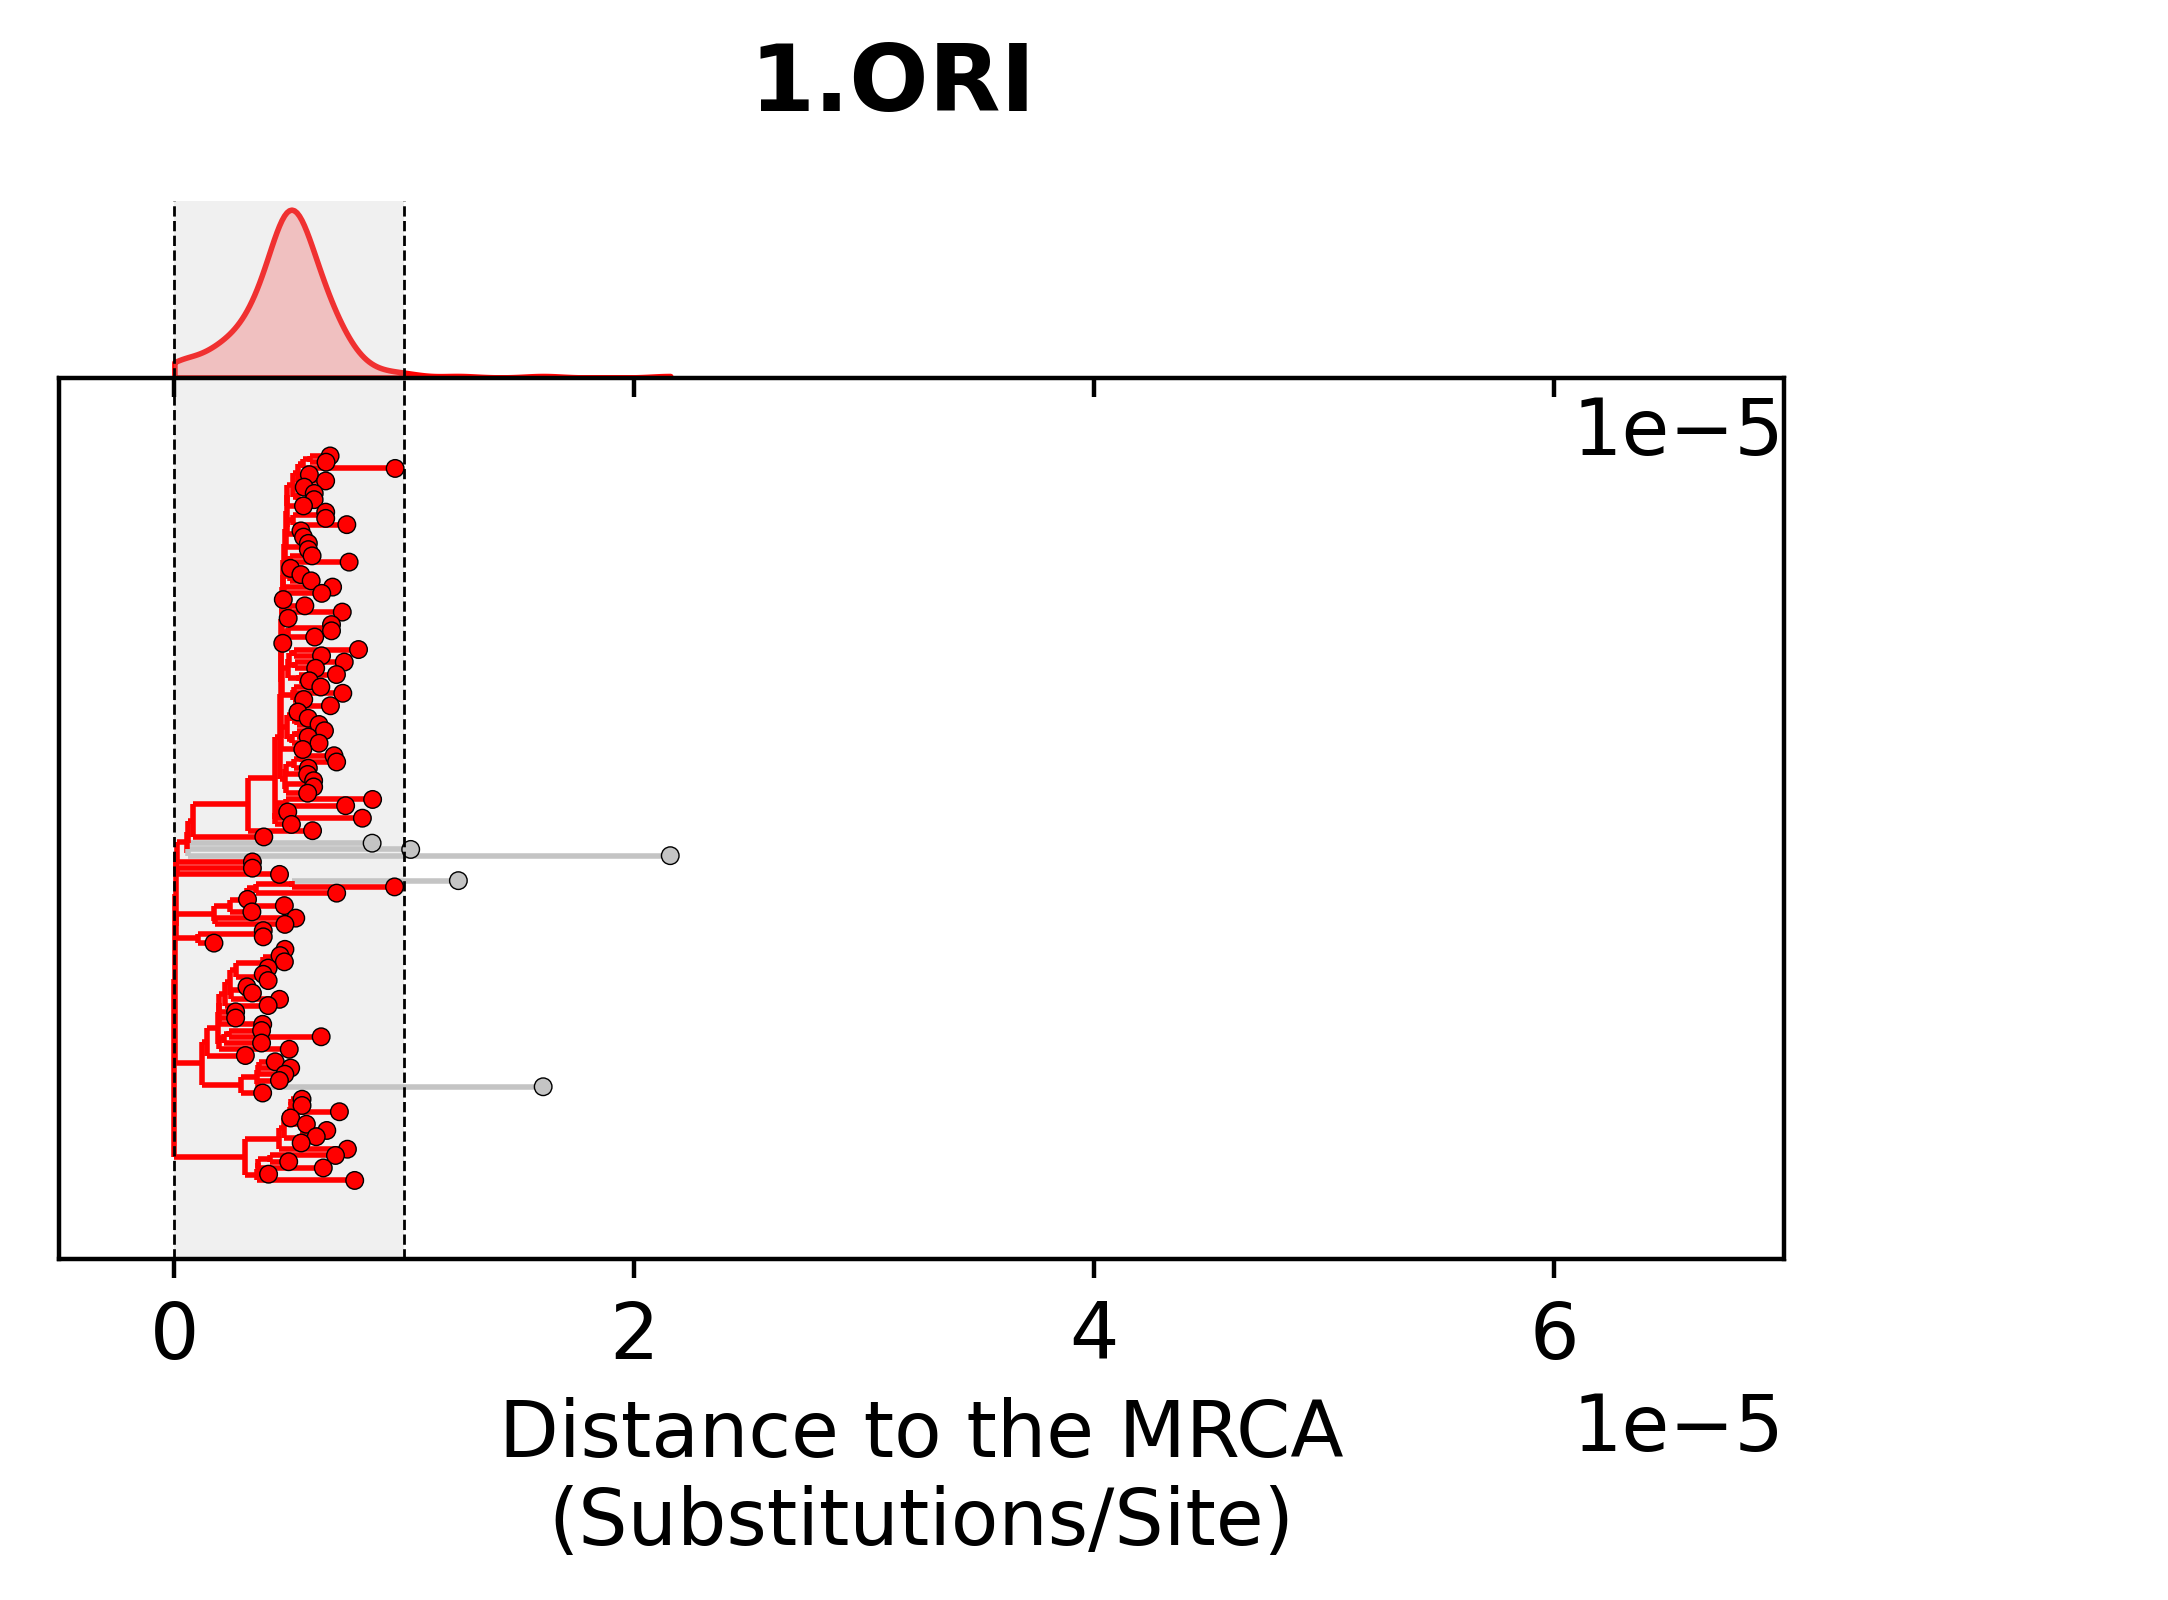 1.ORI
1e−5
0 2 4 6
Distance to the MRCA
1e−5
(Substitutions/Site)